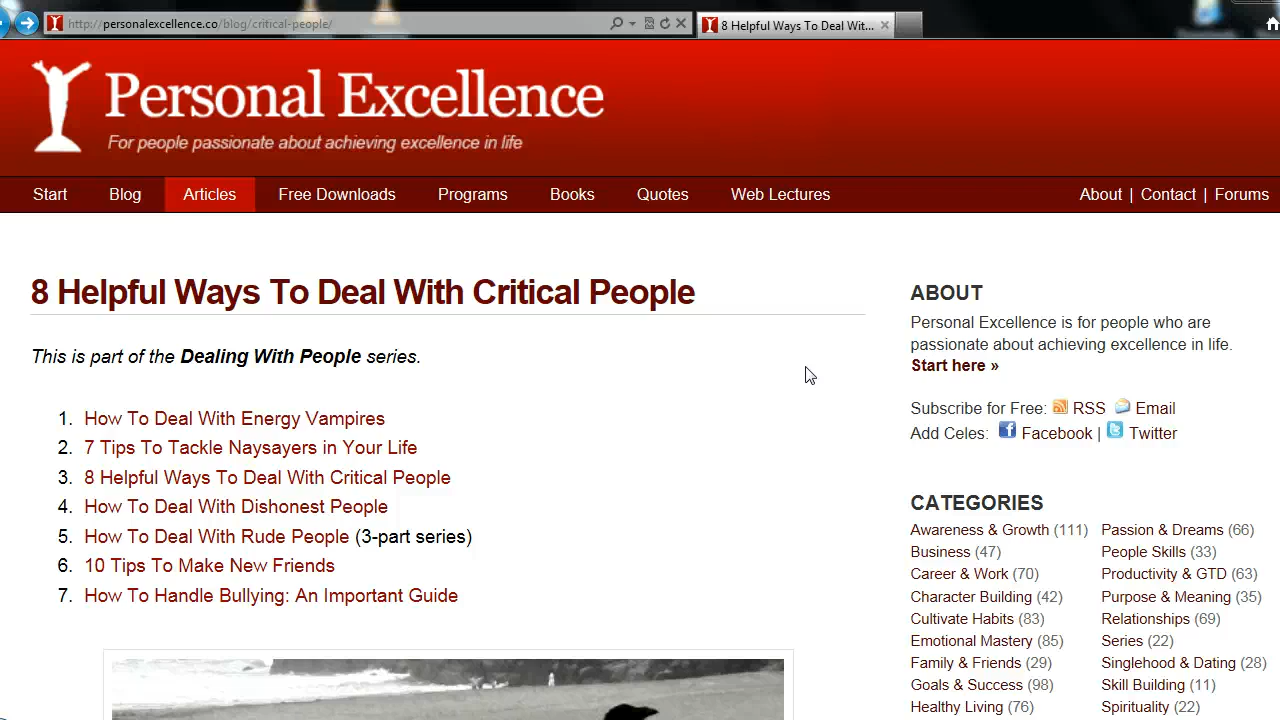 http://personalexcellence.co/blog/critical-people/
8 Helpful Ways To Deal Wit...
Personal Excellence
For people passionate about achieving excellence in life
Start Blog Articles Free Downloads Programs Books Quotes Web Lectures About | Contact | Forums
8 Helpful Ways To Deal With Critical People
This is part of the Dealing With People series.
1. How To Deal With Energy Vampires
2. 7 Tips To Tackle Naysayers in Your Life
3. 8 Helpful Ways To Deal With Critical People
4. How To Deal With Dishonest People
5. How To Deal With Rude People (3-part series)
6. 10 Tips To Make New Friends
7. How To Handle Bullying: An Important Guide
ABOUT
Personal Excellence is for people who are
passionate about achieving excellence in life.
Start here »
Subscribe for Free: RSS Email
Add Celes: Facebook | Twitter
CATEGORIES
Awareness & Growth (111) Passion & Dreams (66)
Business (47) People Skills (33)
Career & Work (70) Productivity & GTD (63)
Character Building (42) Purpose & Meaning (35)
Cultivate Habits (83) Relationships (69)
Emotional Mastery (85) Series (22)
Family & Friends (29) Singlehood & Dating (28)
Goals & Success (98) Skill Building (11)
Healthy Living (76) Spirituality (22)